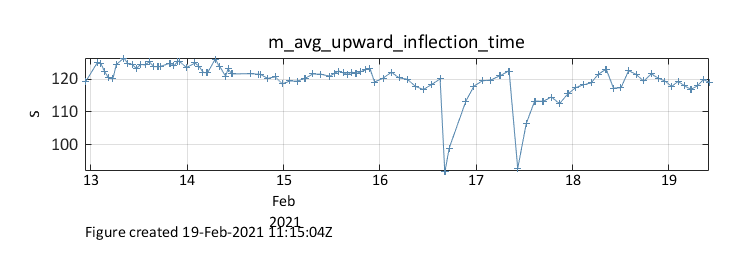 m_avg_upward_inflection_time
120
110
100
s
13 14 15 16 17 18 19
Feb
2021
Figure created 19-Feb-2021 11:15:04Z